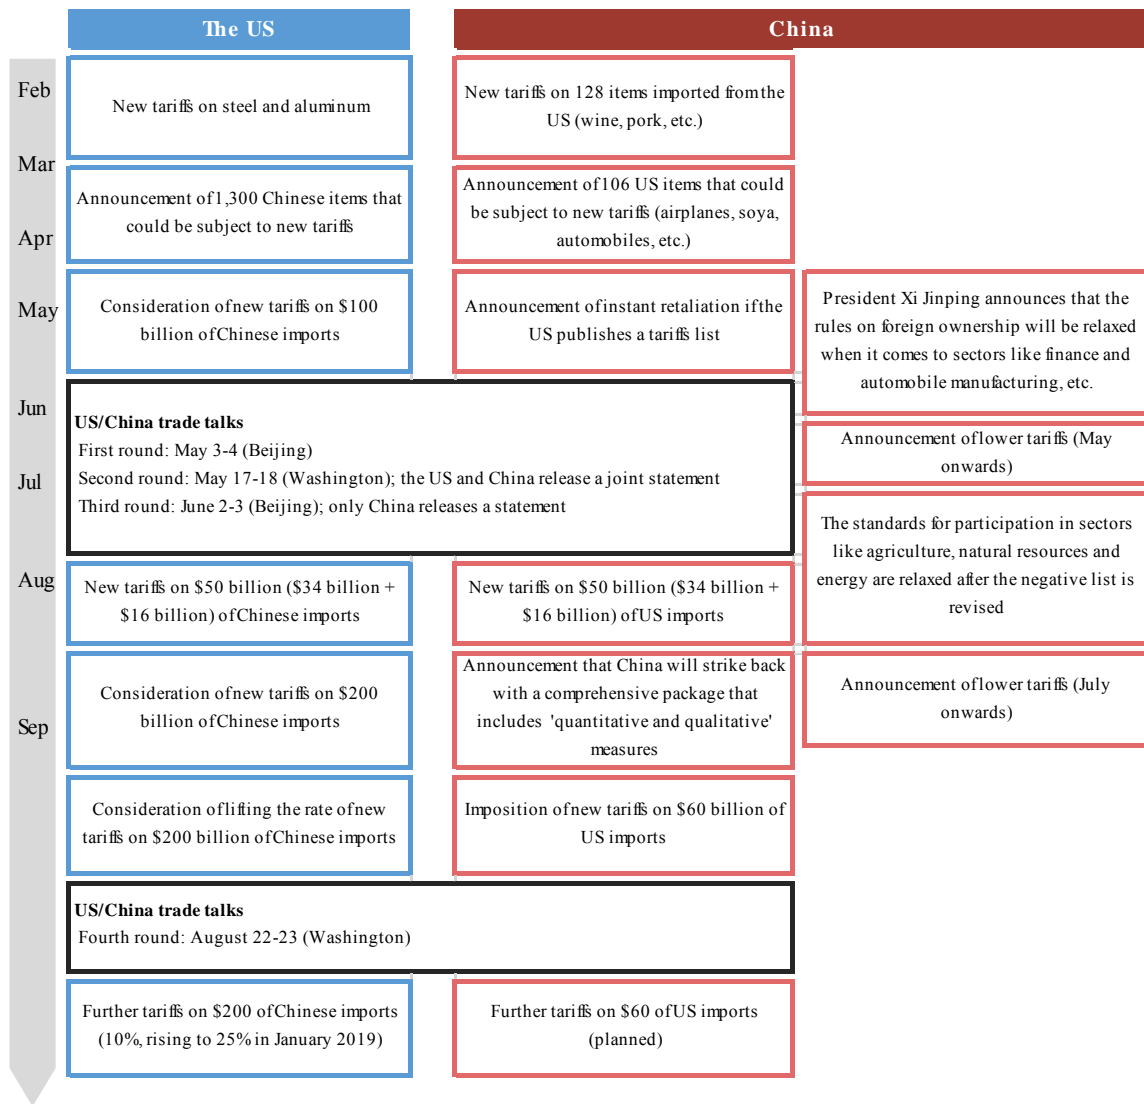 The US
China
Feb
Mar
Apr
May
Jun
Jul
Aug
Sep
New tariffs on steel and aluminum
New tariffs on 128 items imported from the
US (wine, pork, etc.)
Announcement of 1,300 Chinese items that
could be subject to new tariffs
Announcement of 106 US items that could
be subject to new tariffs (airplanes, soya,
automobiles, etc.)
Consideration of new tariffs on $100
billion of Chinese imports
Announcement of instant retaliation if the
US publishes a tariffs list
President Xi Jinping announces that the
rules on foreign ownership will be relaxed
when it comes to sectors like finance and
automobile manufacturing, etc.
US/China trade talks
First round: May 3-4 (Beijing)
Second round: May 17-18 (Washington); the US and China release a joint statement
Third round: June 2-3 (Beijing); only China releases a statement
Announcement of lower tariffs (May
onwards)
The standards for participation in sectors
like agriculture, natural resources and
energy are relaxed after the negative list is
revised
New tariffs on $50 billion ($34 billion +
$16 billion) of Chinese imports
New tariffs on $50 billion ($34 billion +
$16 billion) of US imports
Consideration of new tariffs on $200
billion of Chinese imports
Announcement that China will strike back
with a comprehensive package that
includes 'quantitative and qualitative'
measures
Announcement of lower tariffs (July
onwards)
Consideration of lifting the rate of new
tariffs on $200 billion of Chinese imports
Imposition of new tariffs on $60 billion of
US imports
US/China trade talks
Fourth round: August 22-23 (Washington)
Further tariffs on $200 of Chinese imports
(10%, rising to 25% in January 2019)
Further tariffs on $60 of US imports
(planned)